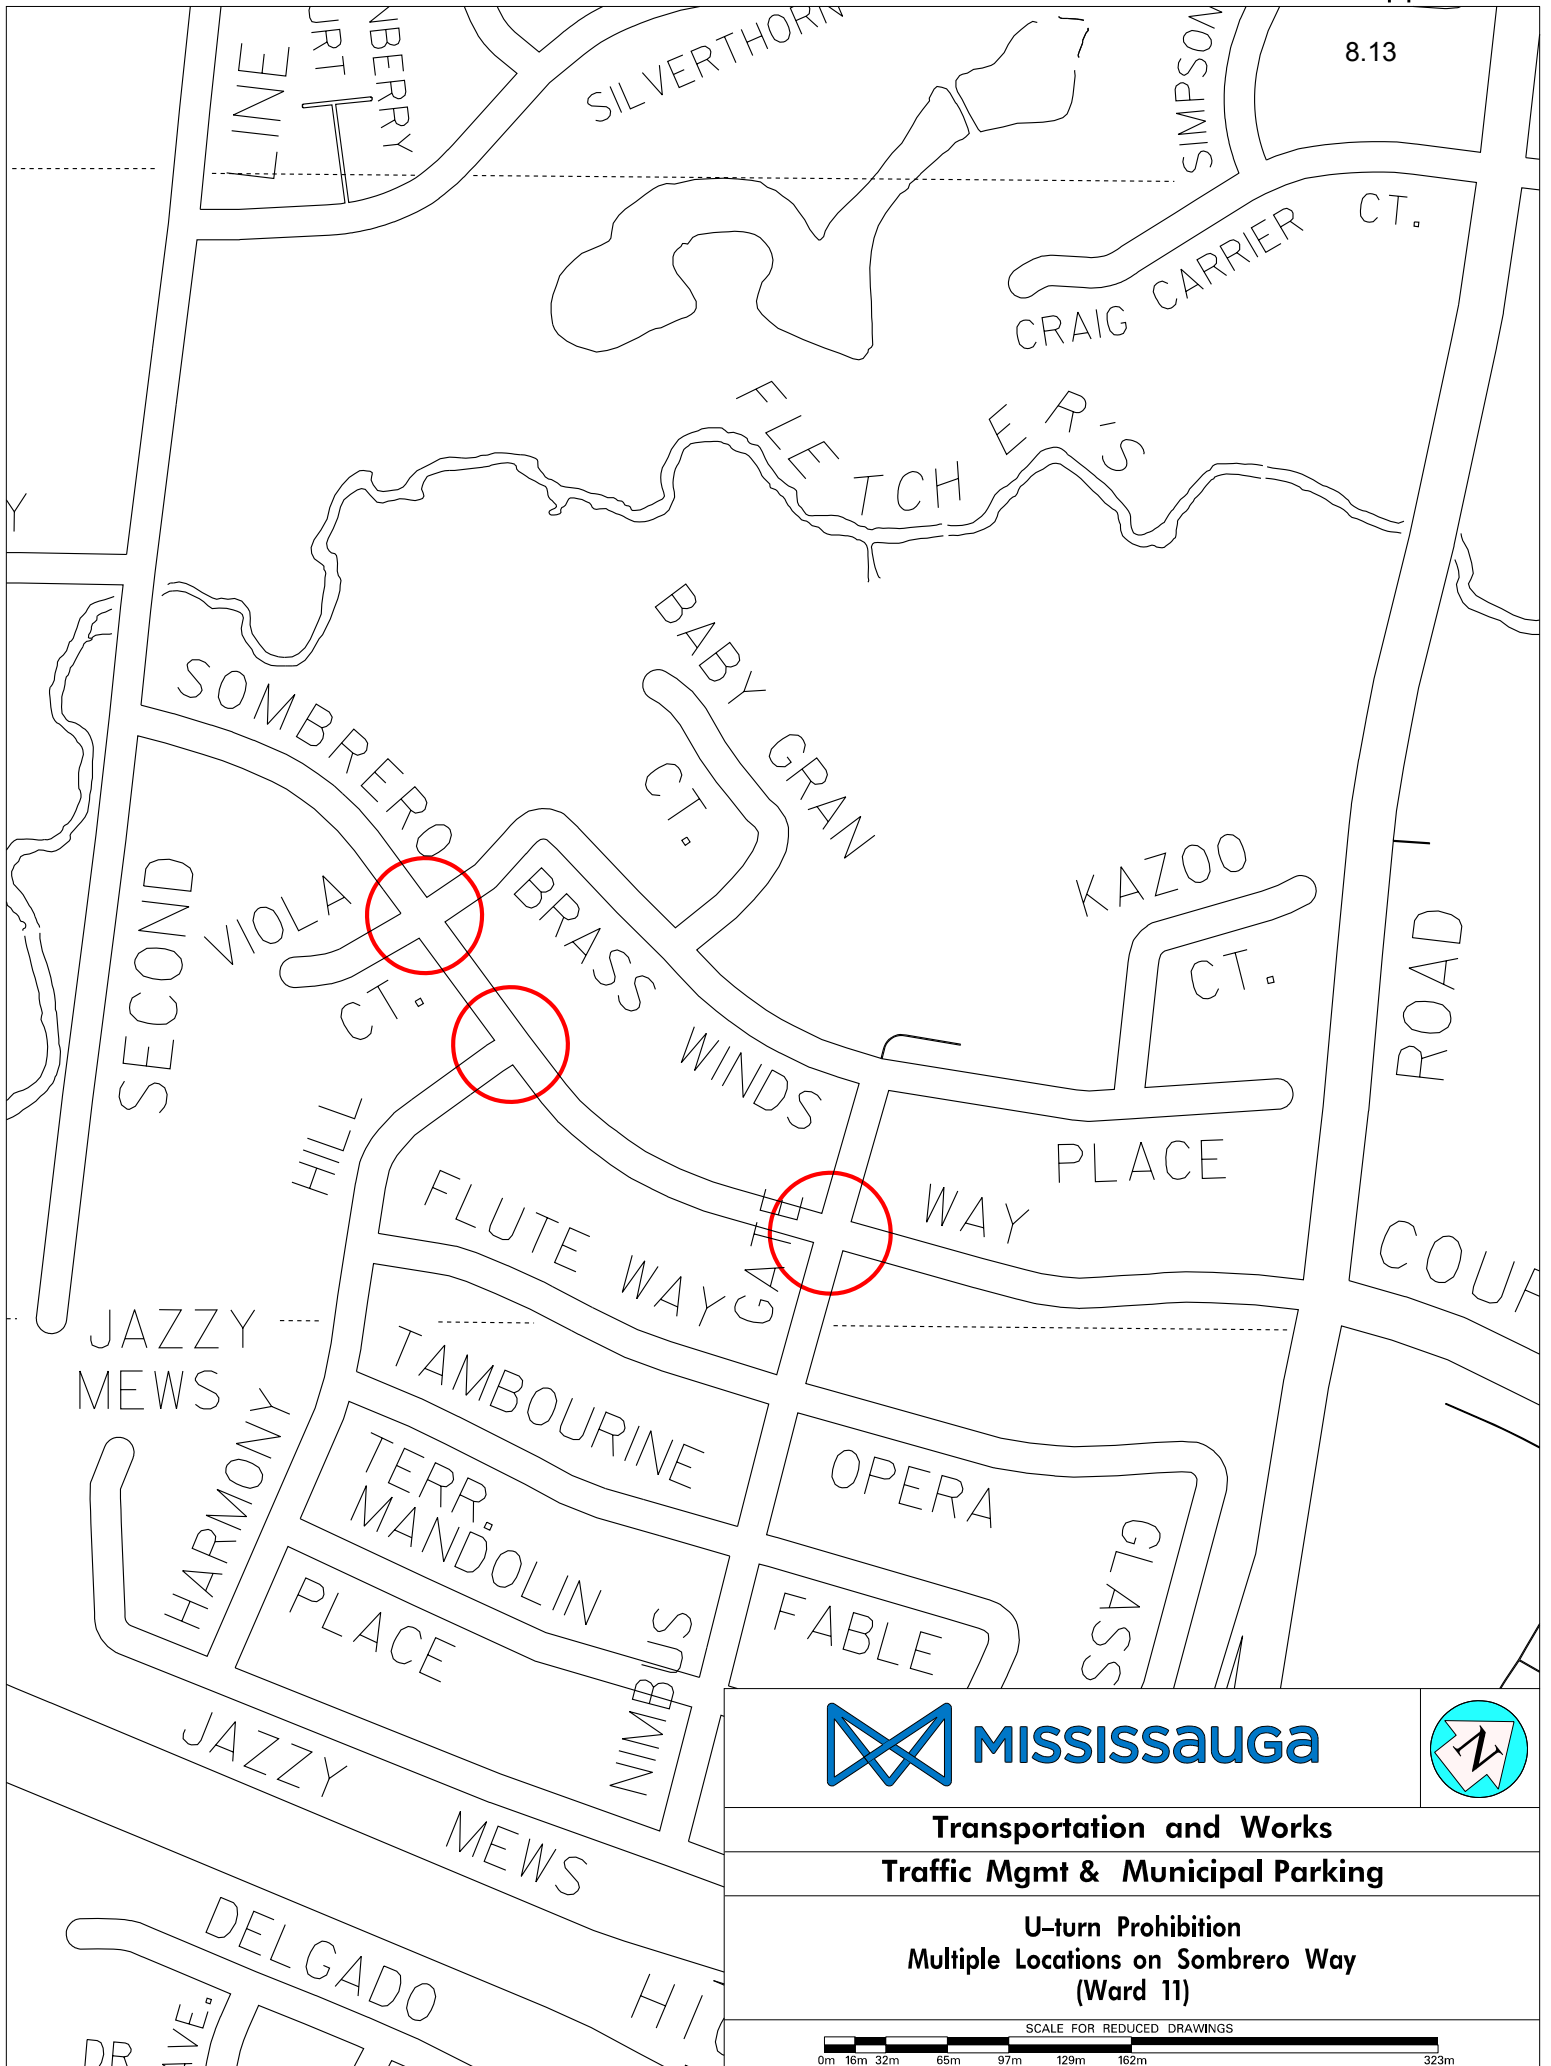 8.13
LINE
SILVERTHORN
SIMPSON
CRAIG CARRIER CT.
FLETCHER'S
Y
SOMBRERO
BABY GRAN
CT.
KAZOO
CT.
VIOLA
CT.
BRASS WINDS
PLACE
SECOND
ROAD
HILL
FLUTE WAY
GATE
WAY
JAZZY
MEWS
TAMBOURINE
TERR.
MANDOLIN
PLACE
HARMONY
OPERA
GLASS
FABLE
NIMBUS
JAZZY
MEWS
DELGADO
DR
AVE.
MISSISSAUGA
N
Transportation and Works
Traffic Mgmt & Municipal Parking
U-turn Prohibition
Multiple Locations on Sombrero Way
(Ward 11)
SCALE FOR REDUCED DRAWINGS
0m 16m 32m 65m 97m 129m 162m 323m